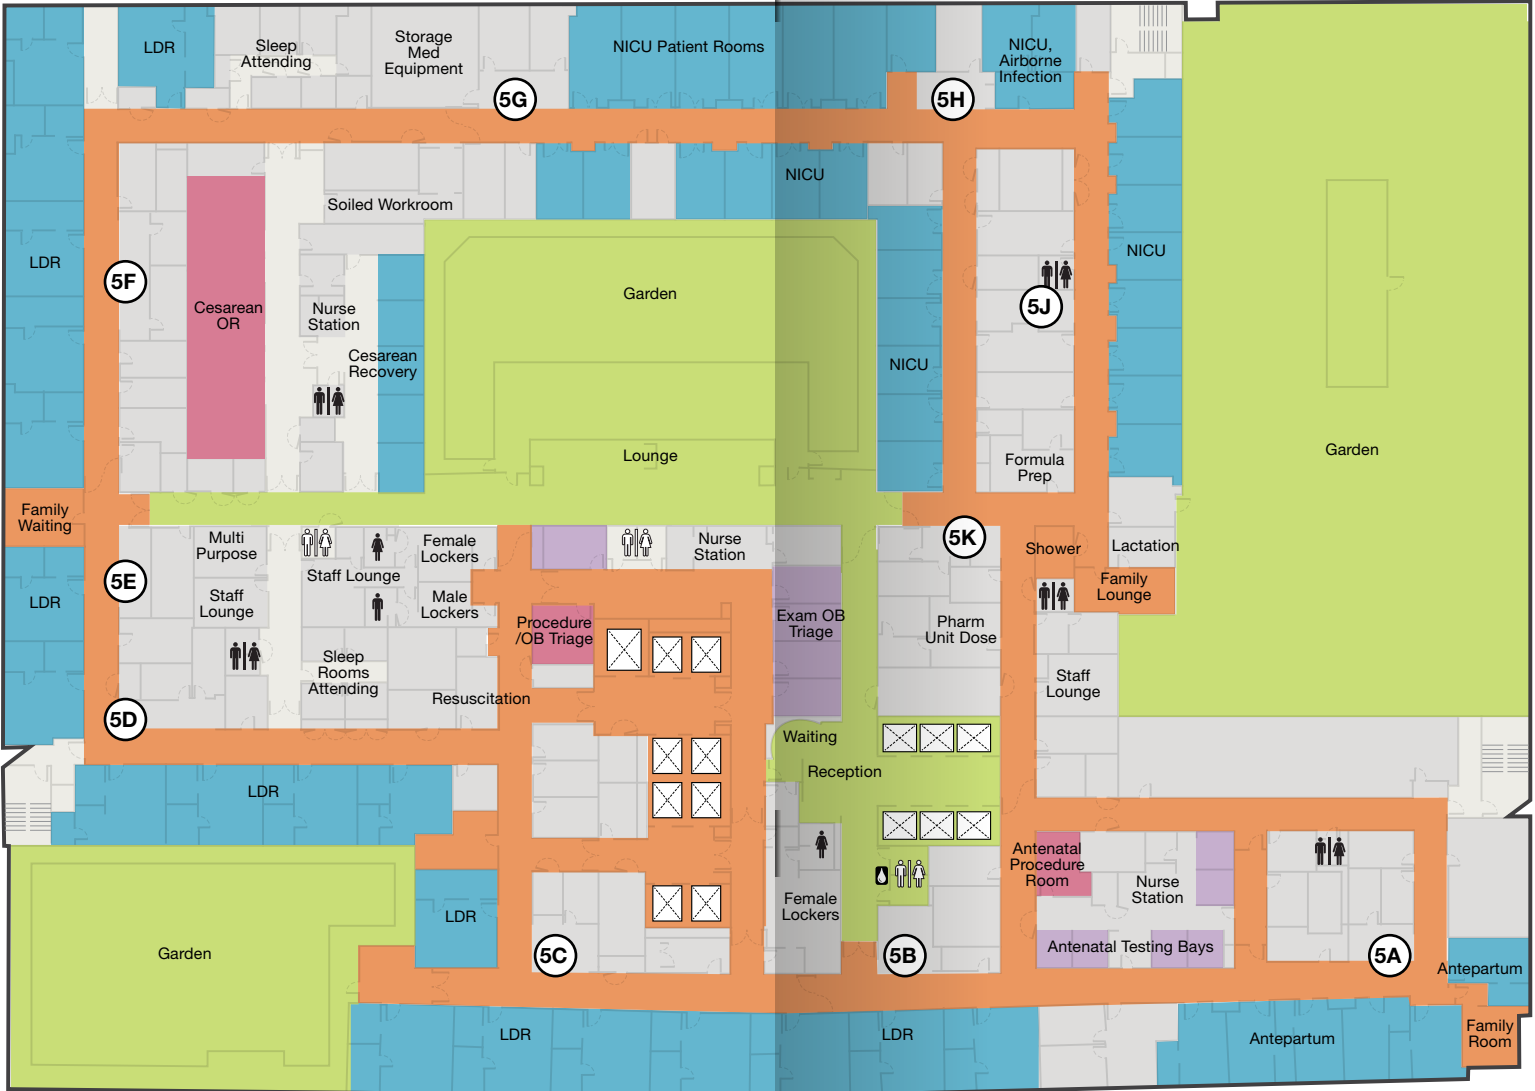 LDR
Sleep
Attending
Storage
Med
Equipment
NICU Patient Rooms
NICU,
Airborne
Infection
5G
5H
NICU
Soiled Workroom
LDR
5F
Cesarean
OR
Nurse
Station
Cesarean
Recovery
Garden
NICU
5J
NICU
Lounge
Formula
Prep
Garden
Family
Waiting
Multi
Purpose
Female
Lockers
Nurse
Station
5K
Shower
Lactation
5E
Staff Lounge
Family
Lounge
LDR
Staff
Lounge
Male
Lockers
Procedure
/OB Triage
Exam OB
Triage
Pharm
Unit Dose
Sleep
Rooms
Attending
Resuscitation
Staff
Lounge
5D
Waiting
Reception
LDR
Antenatal
Procedure
Room
Nurse
Station
LDR
Female
Lockers
Garden
5C
5B
Antenatal Testing Bays
5A
Antepartum
LDR
LDR
Antepartum
Family
Room